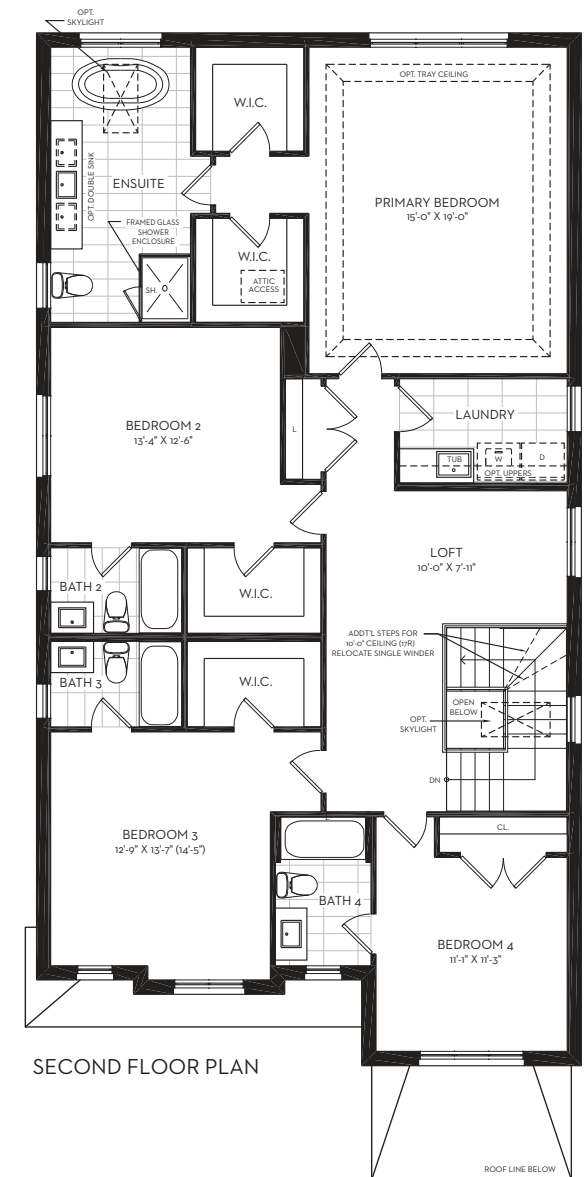 OPT.
SKYLIGHT
W.I.C.
OPT. TRAY CEILING
ENSUITE
OPT. DOUBLE SINK
PRIMARY BEDROOM
15'-0" X 19'-0"
FRAMED GLASS
SHOWER
ENCLOSURE
W.I.C.
ATTIC
ACCESS
SH.
BEDROOM 2
13'-4" X 12'-6"
L
LAUNDRY
TUB
W
D
OPT. UPPERS
LOFT
10'-0" X 7'-11"
BATH 2
W.I.C.
ADDT'L STEPS FOR
10'-0" CEILING (17R)
RELOCATE SINGLE WINDER
BATH 3
W.I.C.
OPEN
BELOW
OPT.
SKYLIGHT
DN
BEDROOM 3
12'-9" X 13'-7" (14'-5")
CL.
L
BATH 4
BEDROOM 4
11'-1" X 11'-3"
SECOND FLOOR PLAN
ROOF LINE BELOW